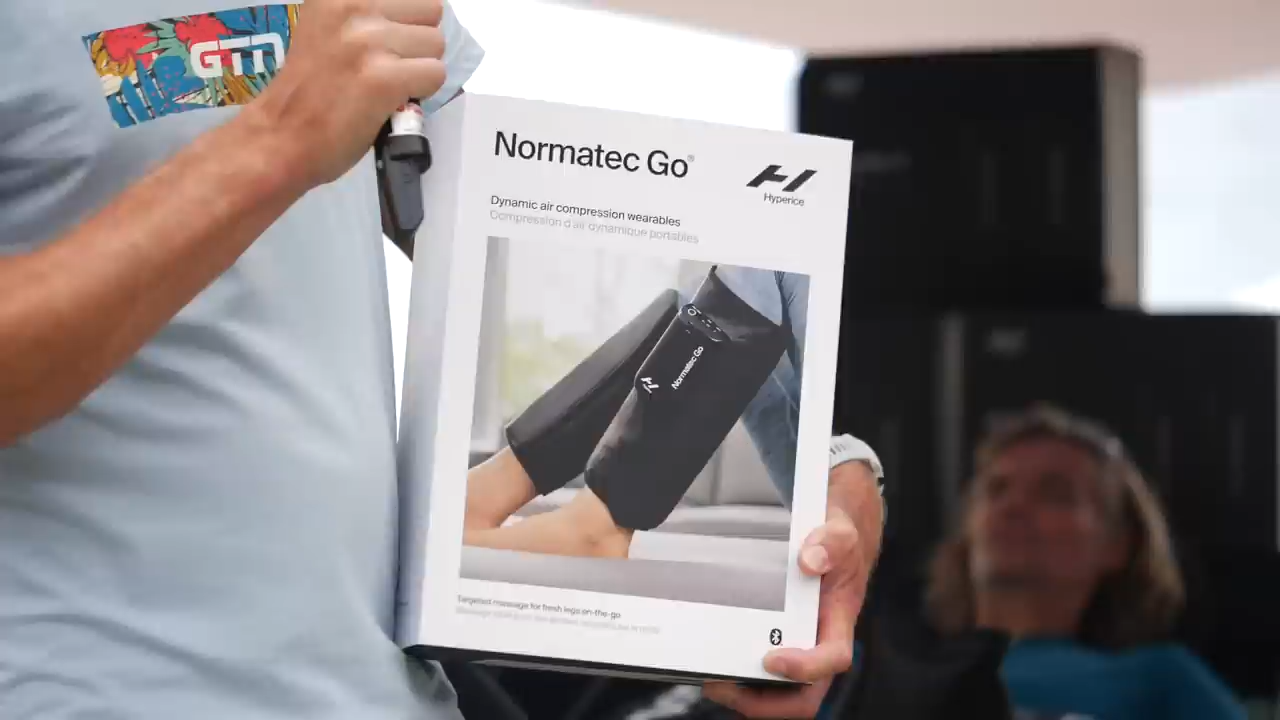 GTN
Normatec Go®
Hyperice
Dynamic air compression wearables
Compression d'air dynamique portables
Normatec Go
Targeted massage for fresh legs on-the-go